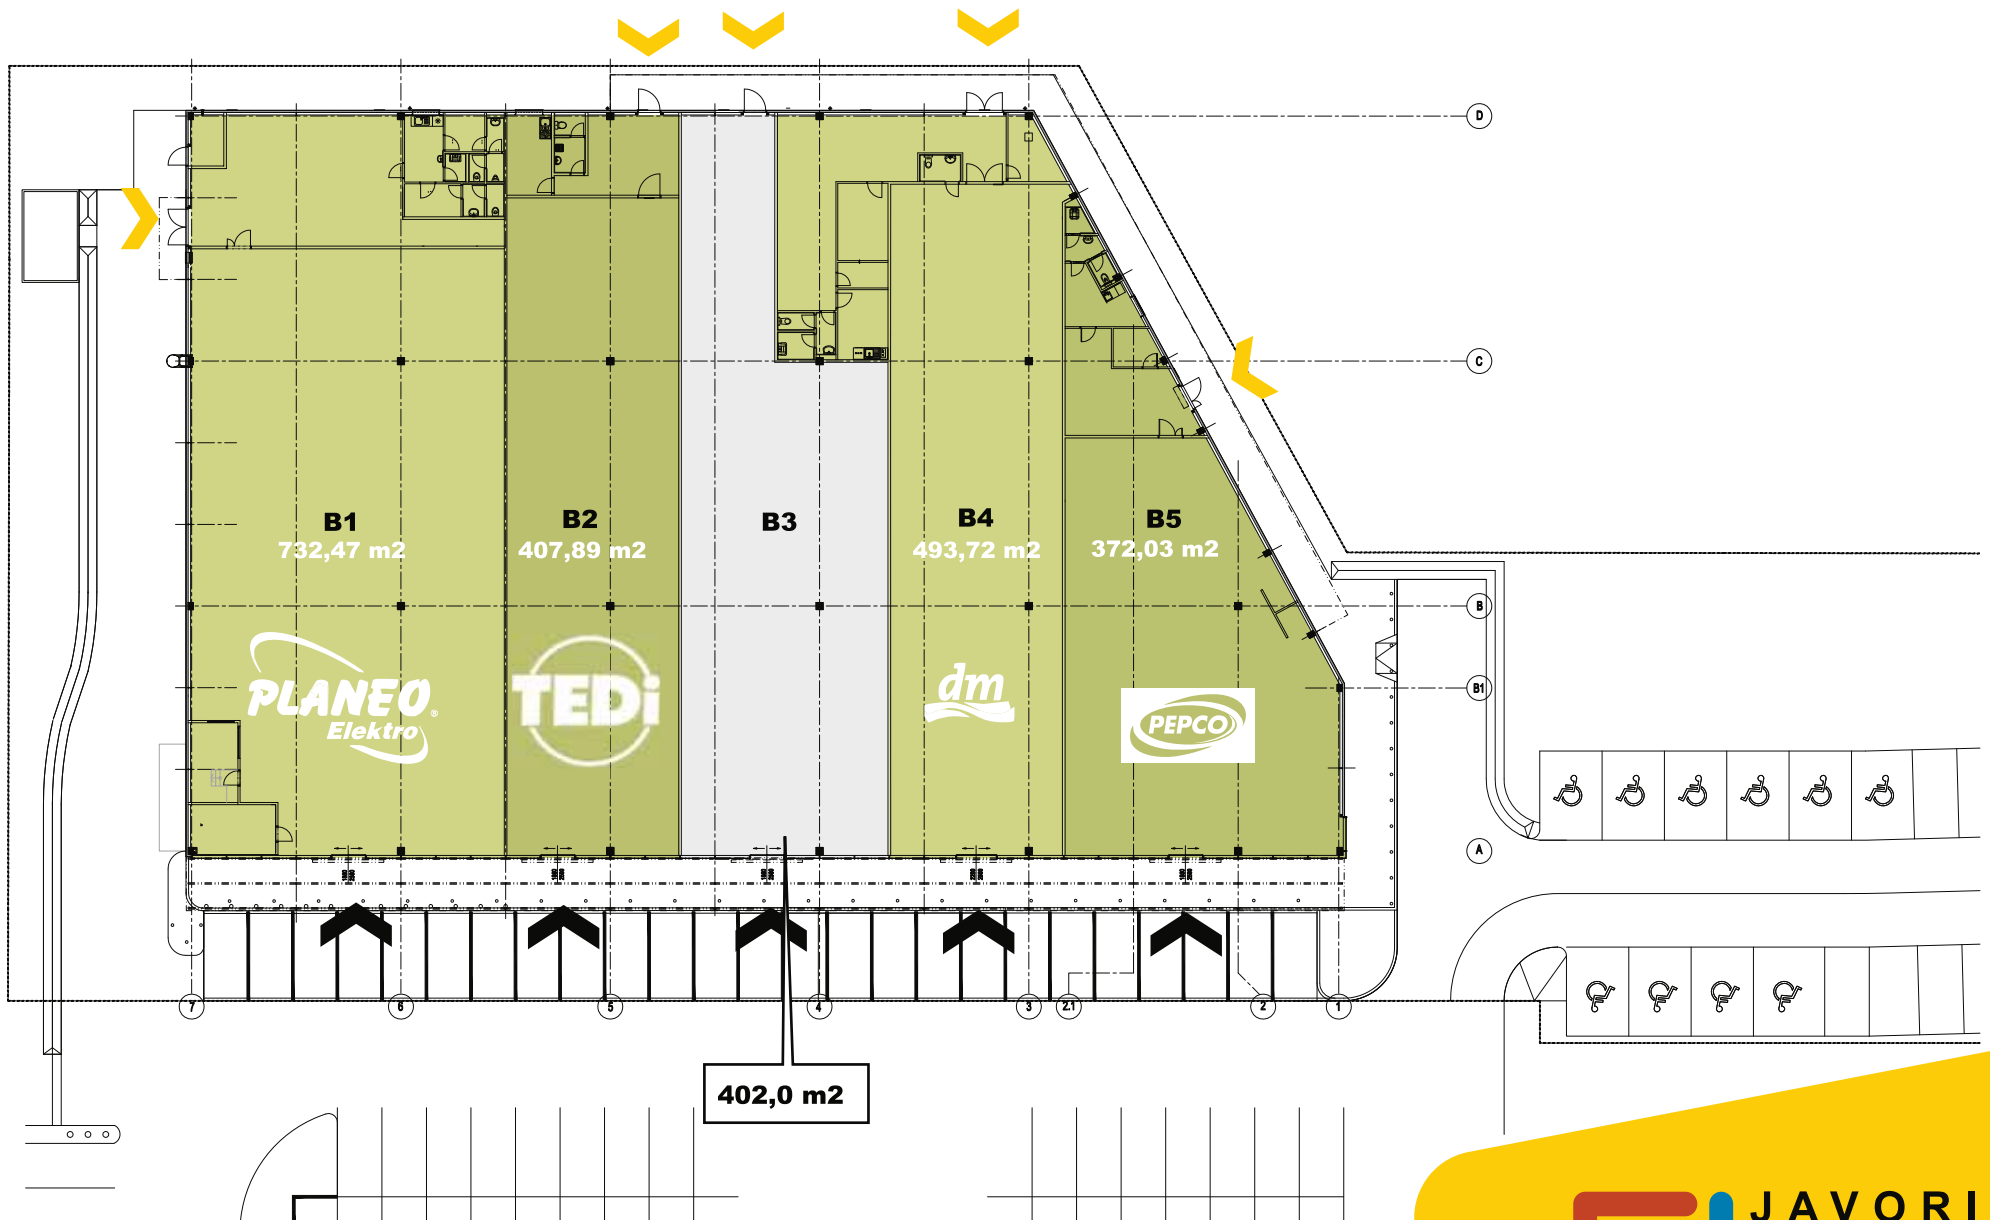 D
C
B1
732,47 m2
B2
407,89 m2
B3
B4
493,72 m2
B5
372,03 m2
B
PLANEO®
Elektro
TEDi
dm
PEPCO
B1
A
7
6
5
4
3
2.1
2
1
402,0 m2
JAVORI